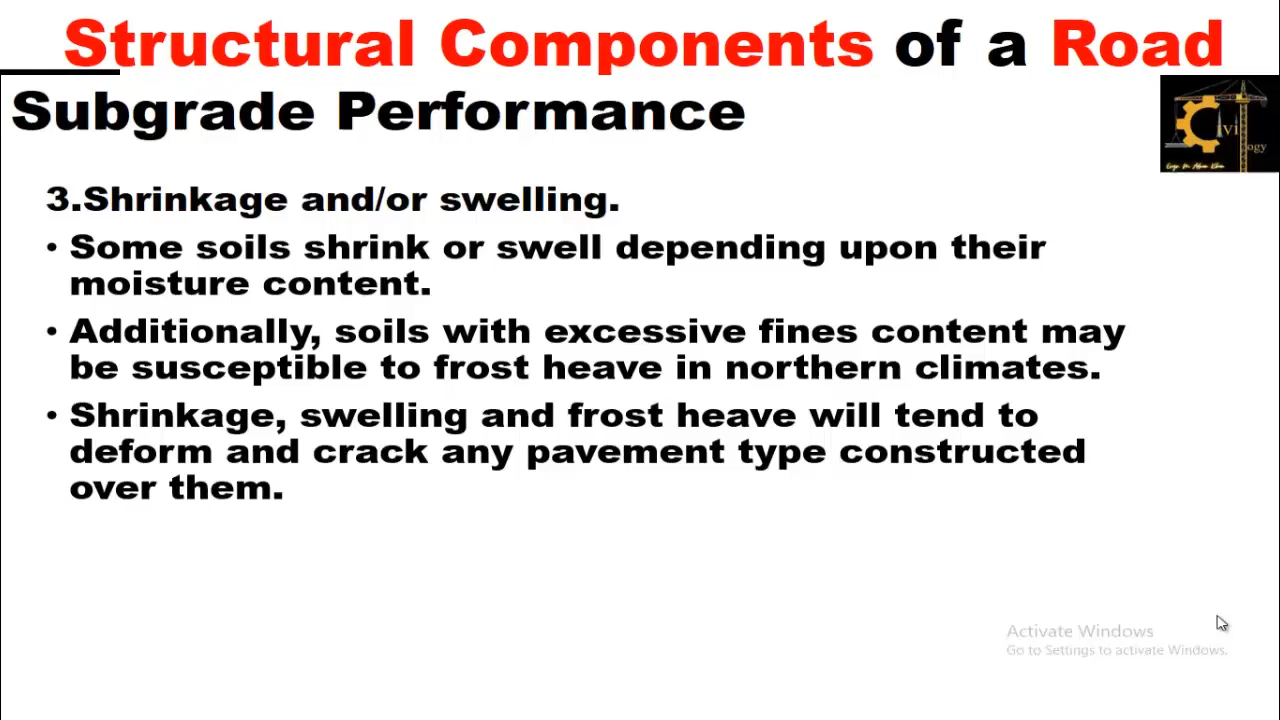 Structural Components of a Road
Subgrade Performance
ivi
logy
3.Shrinkage and/or swelling.
• Some soils shrink or swell depending upon their
moisture content.
• Additionally, soils with excessive fines content may
be susceptible to frost heave in northern climates.
• Shrinkage, swelling and frost heave will tend to
deform and crack any pavement type constructed
over them.
Activate Windows
Go to Settings to activate Windows.